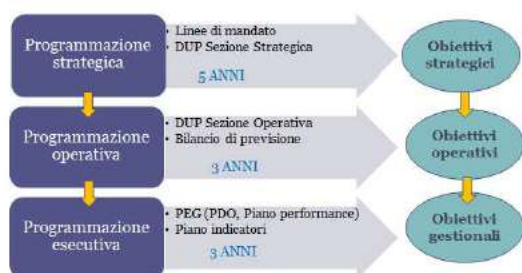 Programmazione
strategica
• Linee di mandato
• DUP Sezione Strategica
5 ANNI
Obiettivi
strategici
Programmazione
operativa
• DUP Sezione Operativa
• Bilancio di previsione
3 ANNI
Obiettivi
operativi
Programmazione
esecutiva
• PEG (PDO, Piano performance)
• Piano indicatori
3 ANNI
Obiettivi
gestionali